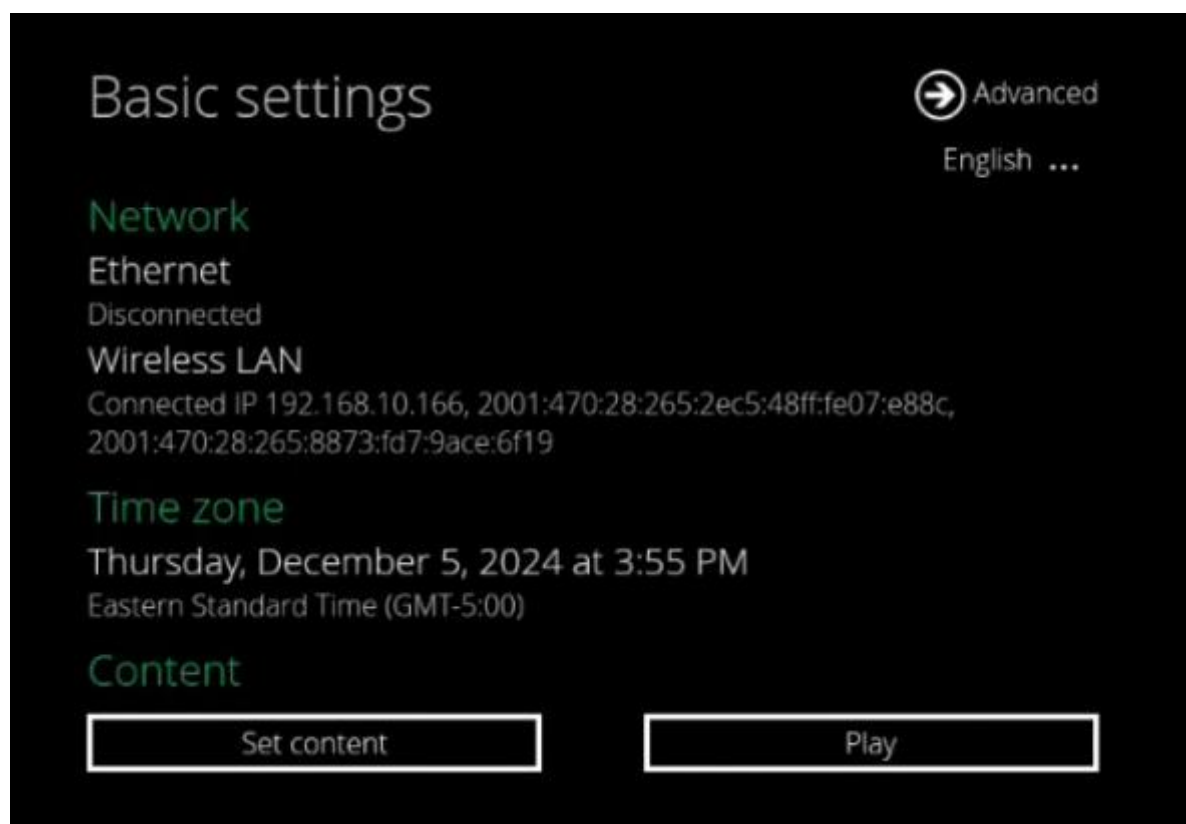 Basic settings
Advanced
English ...
Network
Ethernet
Disconnected
Wireless LAN
Connected IP 192.168.10.166, 2001:470:28:265:2ec5:48ff:fe07:e88c,
2001:470:28:265:8873:fd7:9ace:6f19
Time zone
Thursday, December 5, 2024 at 3:55 PM
Eastern Standard Time (GMT-5:00)
Content
Set content
Play